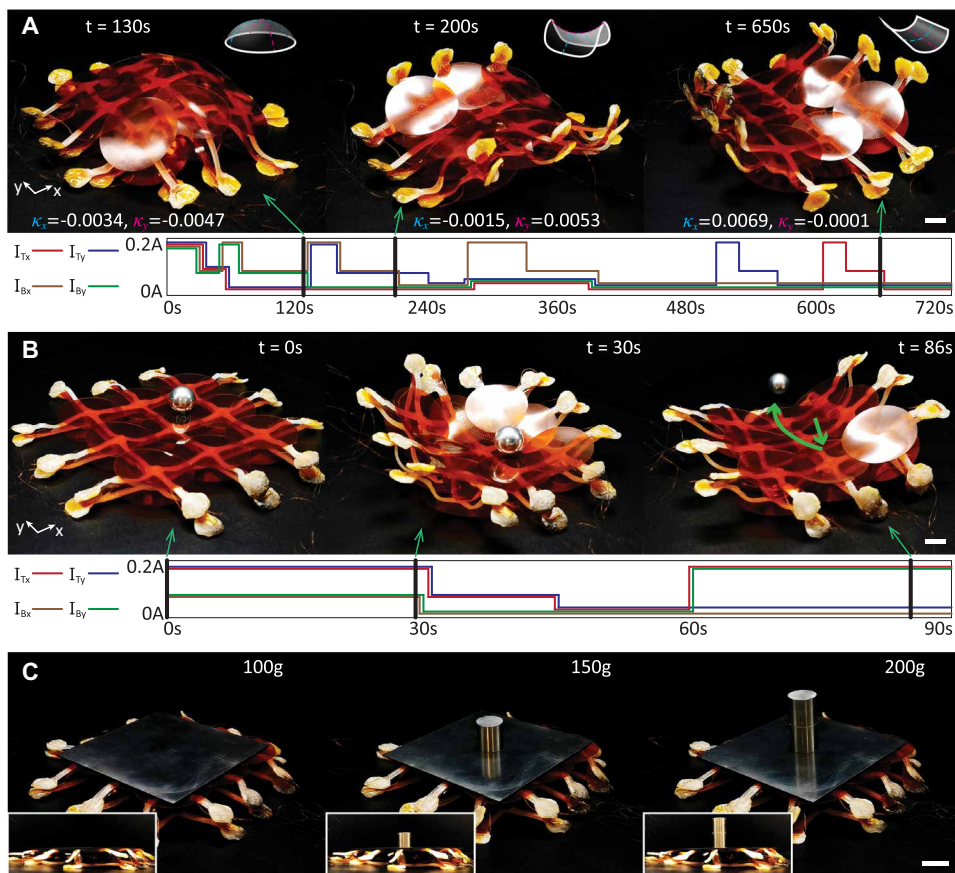 A
t = 130s
t = 200s
t = 650s
y x
κx=-0.0034, κy=-0.0047
κx=-0.0015, κy=0.0053
κx=0.0069, κy=-0.0001
ITx ITy
IBx IBy
0.2A
0A
0s 120s 240s 360s 480s 600s 720s
B
t = 0s
t = 30s
t = 86s
y x
ITx ITy
IBx IBy
0.2A
0A
0s 30s 60s 90s
C
100g
150g
200g